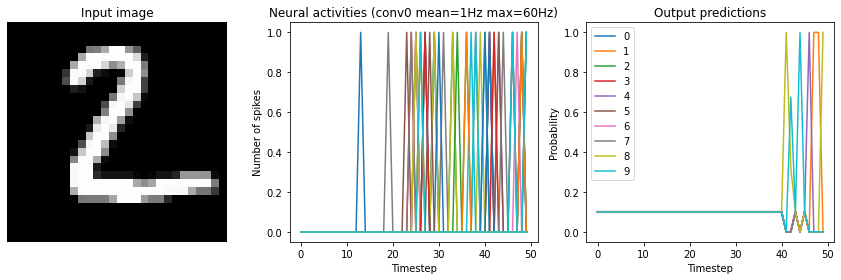 Input image
2
Neural activities (conv0 mean=1Hz max=60Hz)
Number of spikes
1.0
0.8
0.6
0.4
0.2
0.0
0 10 20 30 40 50
Timestep
Output predictions
Probability
1.0
0.8
0.6
0.4
0.2
0.0
0
1
2
3
4
5
6
7
8
9
0 10 20 30 40 50
Timestep